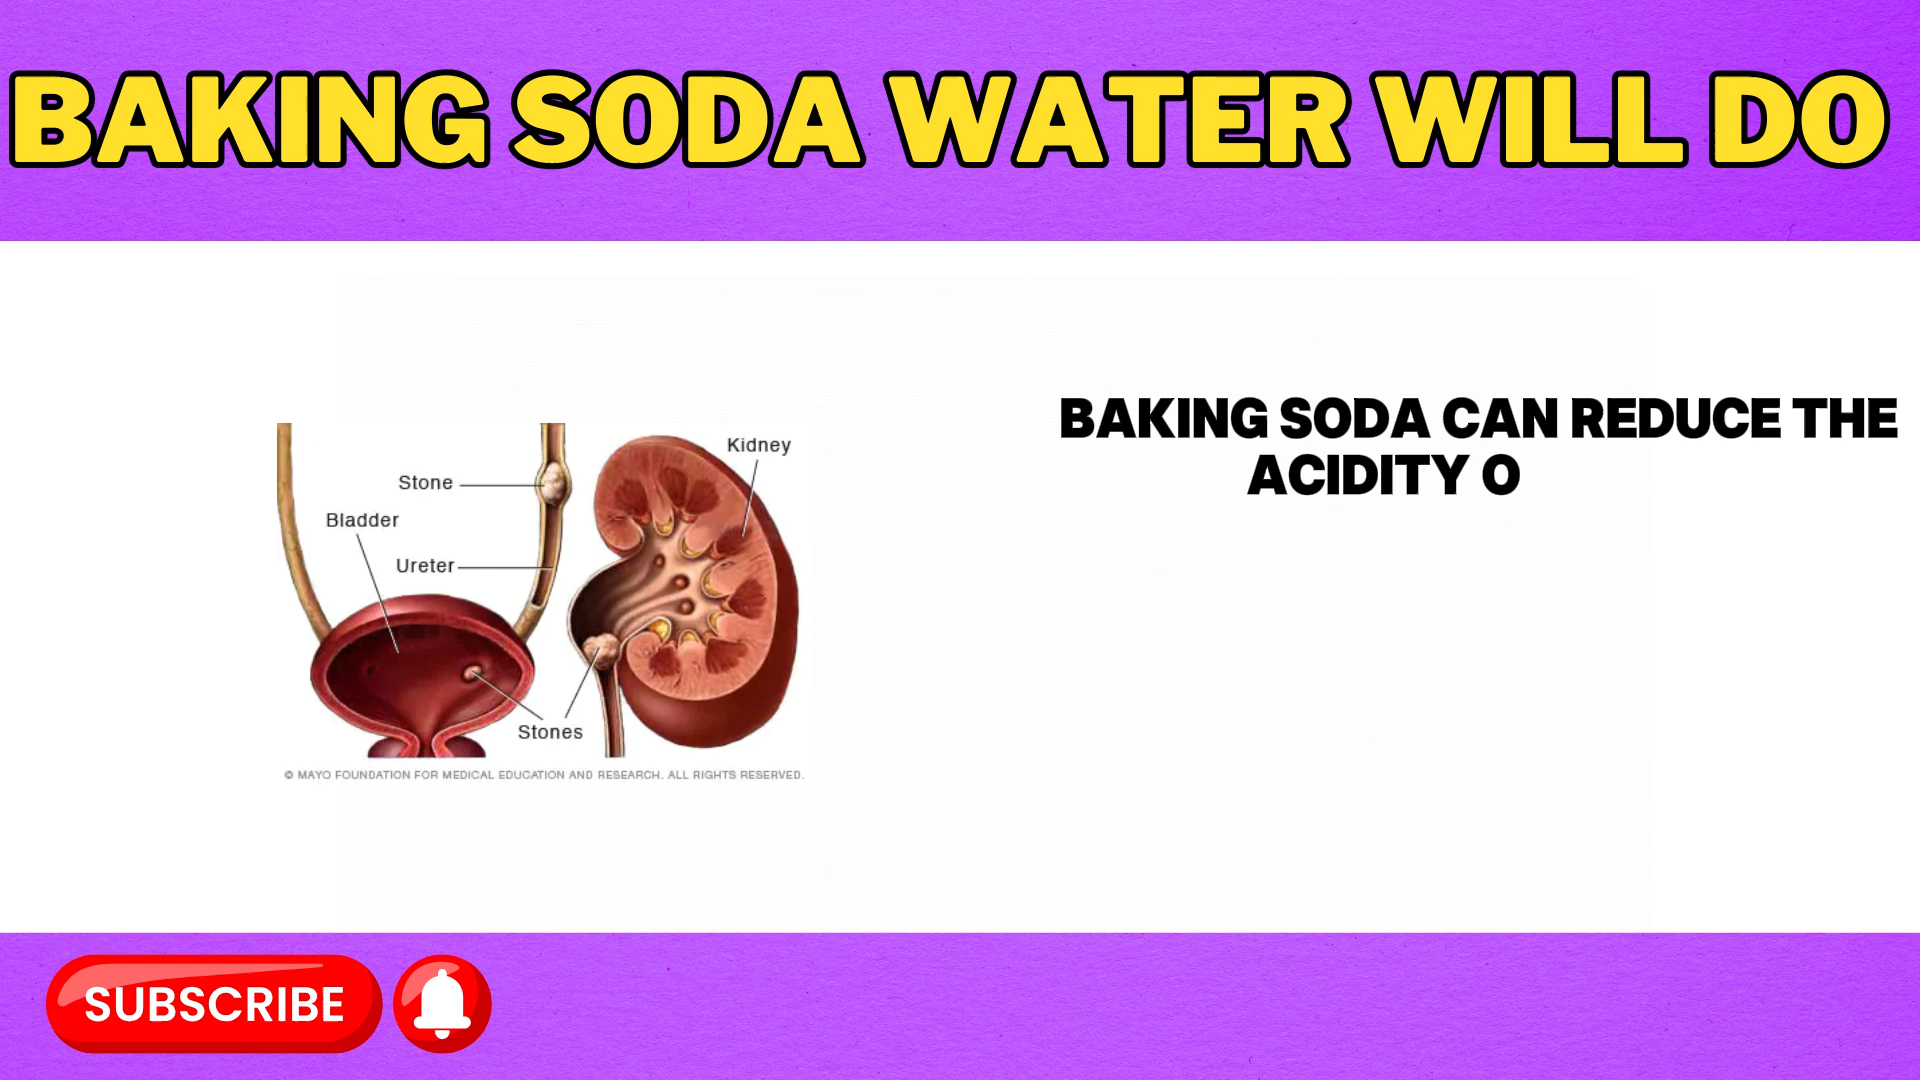 BAKING SODA WATER WILL DO
BAKING SODA CAN REDUCE THE
ACIDITY O
Kidney
Stone
Bladder
Ureter
Stones
© MAYO FOUNDATION FOR MEDICAL EDUCATION AND RESEARCH. ALL RIGHTS RESERVED.
SUBSCRIBE